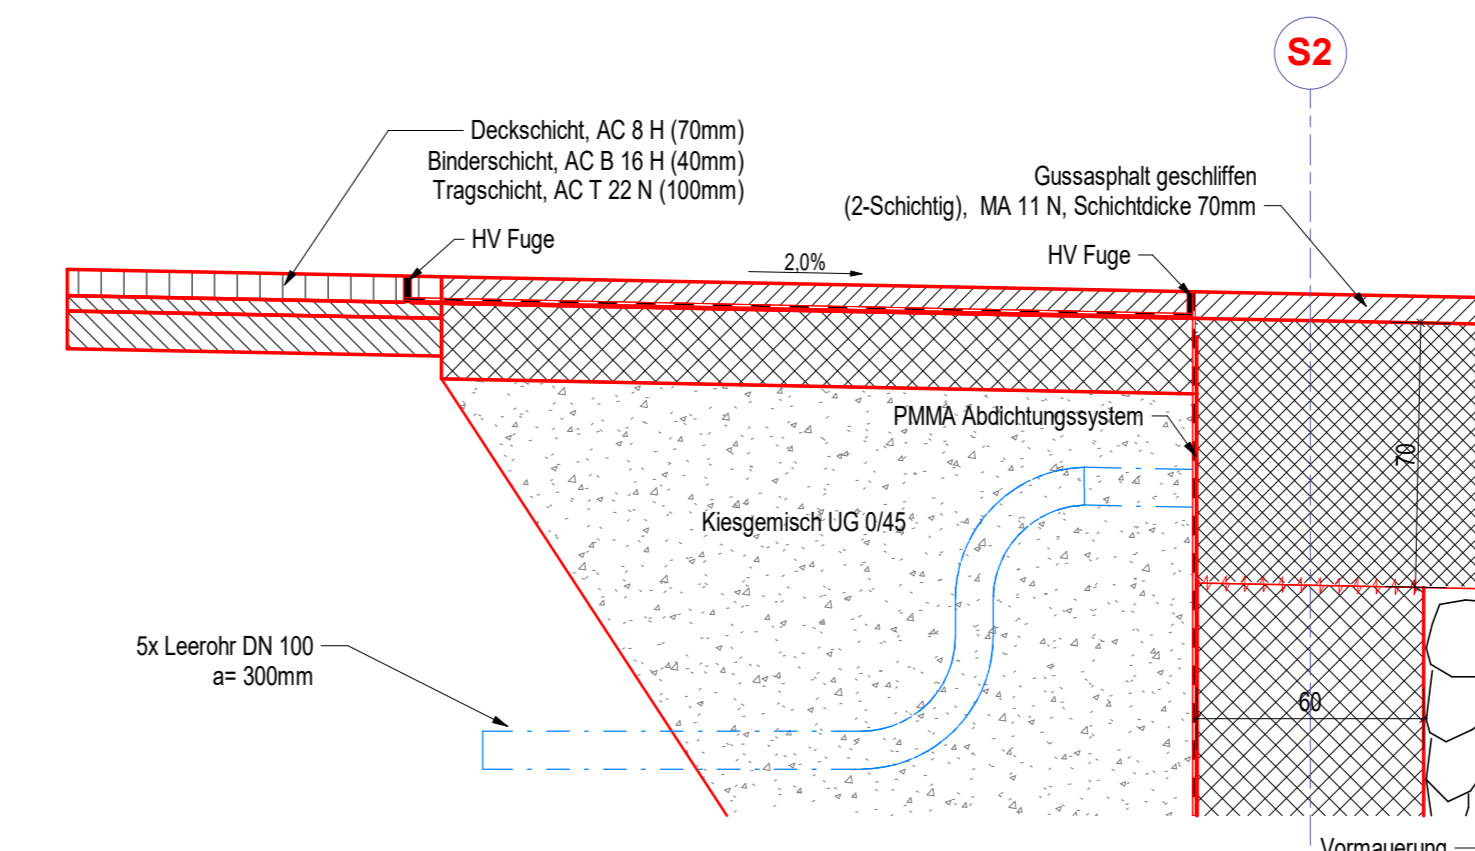 S2
Deckschicht, AC 8 H (70mm)
Binderschicht, AC B 16 H (40mm)
Tragschicht, AC T 22 N (100mm)
Gussasphalt geschliffen
(2-Schichtig), MA 11 N, Schichtdicke 70mm
HV Fuge
HV Fuge
2,0%
PMMA Abdichtungssystem
70
Kiesgemisch UG 0/45
5x Leerohr DN 100
a= 300mm
60
Vormauerung